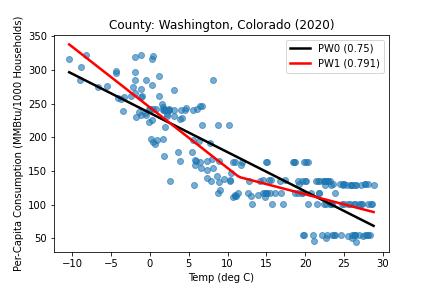 County: Washington, Colorado (2020)
PW0 (0.75)
PW1 (0.791)
Per-Capita Consumption (MMBtu/1000 Households)
350
300
250
200
150
100
50
−10 −5 0 5 10 15 20 25 30
Temp (deg C)